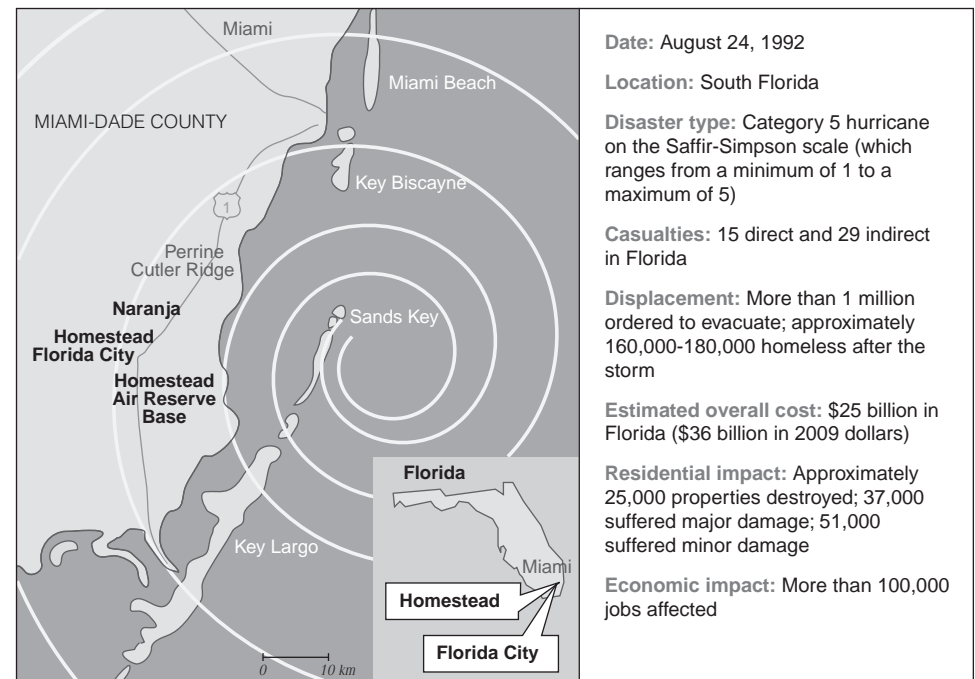 Miami
Miami Beach
MIAMI-DADE COUNTY
Key Biscayne
1
Perrine
Cutler Ridge
Naranja
Sands Key
Homestead
Florida City
Homestead
Air Reserve
Base
Florida
Key Largo
Miami
Homestead
Florida City
0 10 km
Date: August 24, 1992
Location: South Florida
Disaster type: Category 5 hurricane
on the Saffir-Simpson scale (which
ranges from a minimum of 1 to a
maximum of 5)
Casualties: 15 direct and 29 indirect
in Florida
Displacement: More than 1 million
ordered to evacuate; approximately
160,000-180,000 homeless after the
storm
Estimated overall cost: $25 billion in
Florida ($36 billion in 2009 dollars)
Residential impact: Approximately
25,000 properties destroyed; 37,000
suffered major damage; 51,000
suffered minor damage
Economic impact: More than 100,000
jobs affected